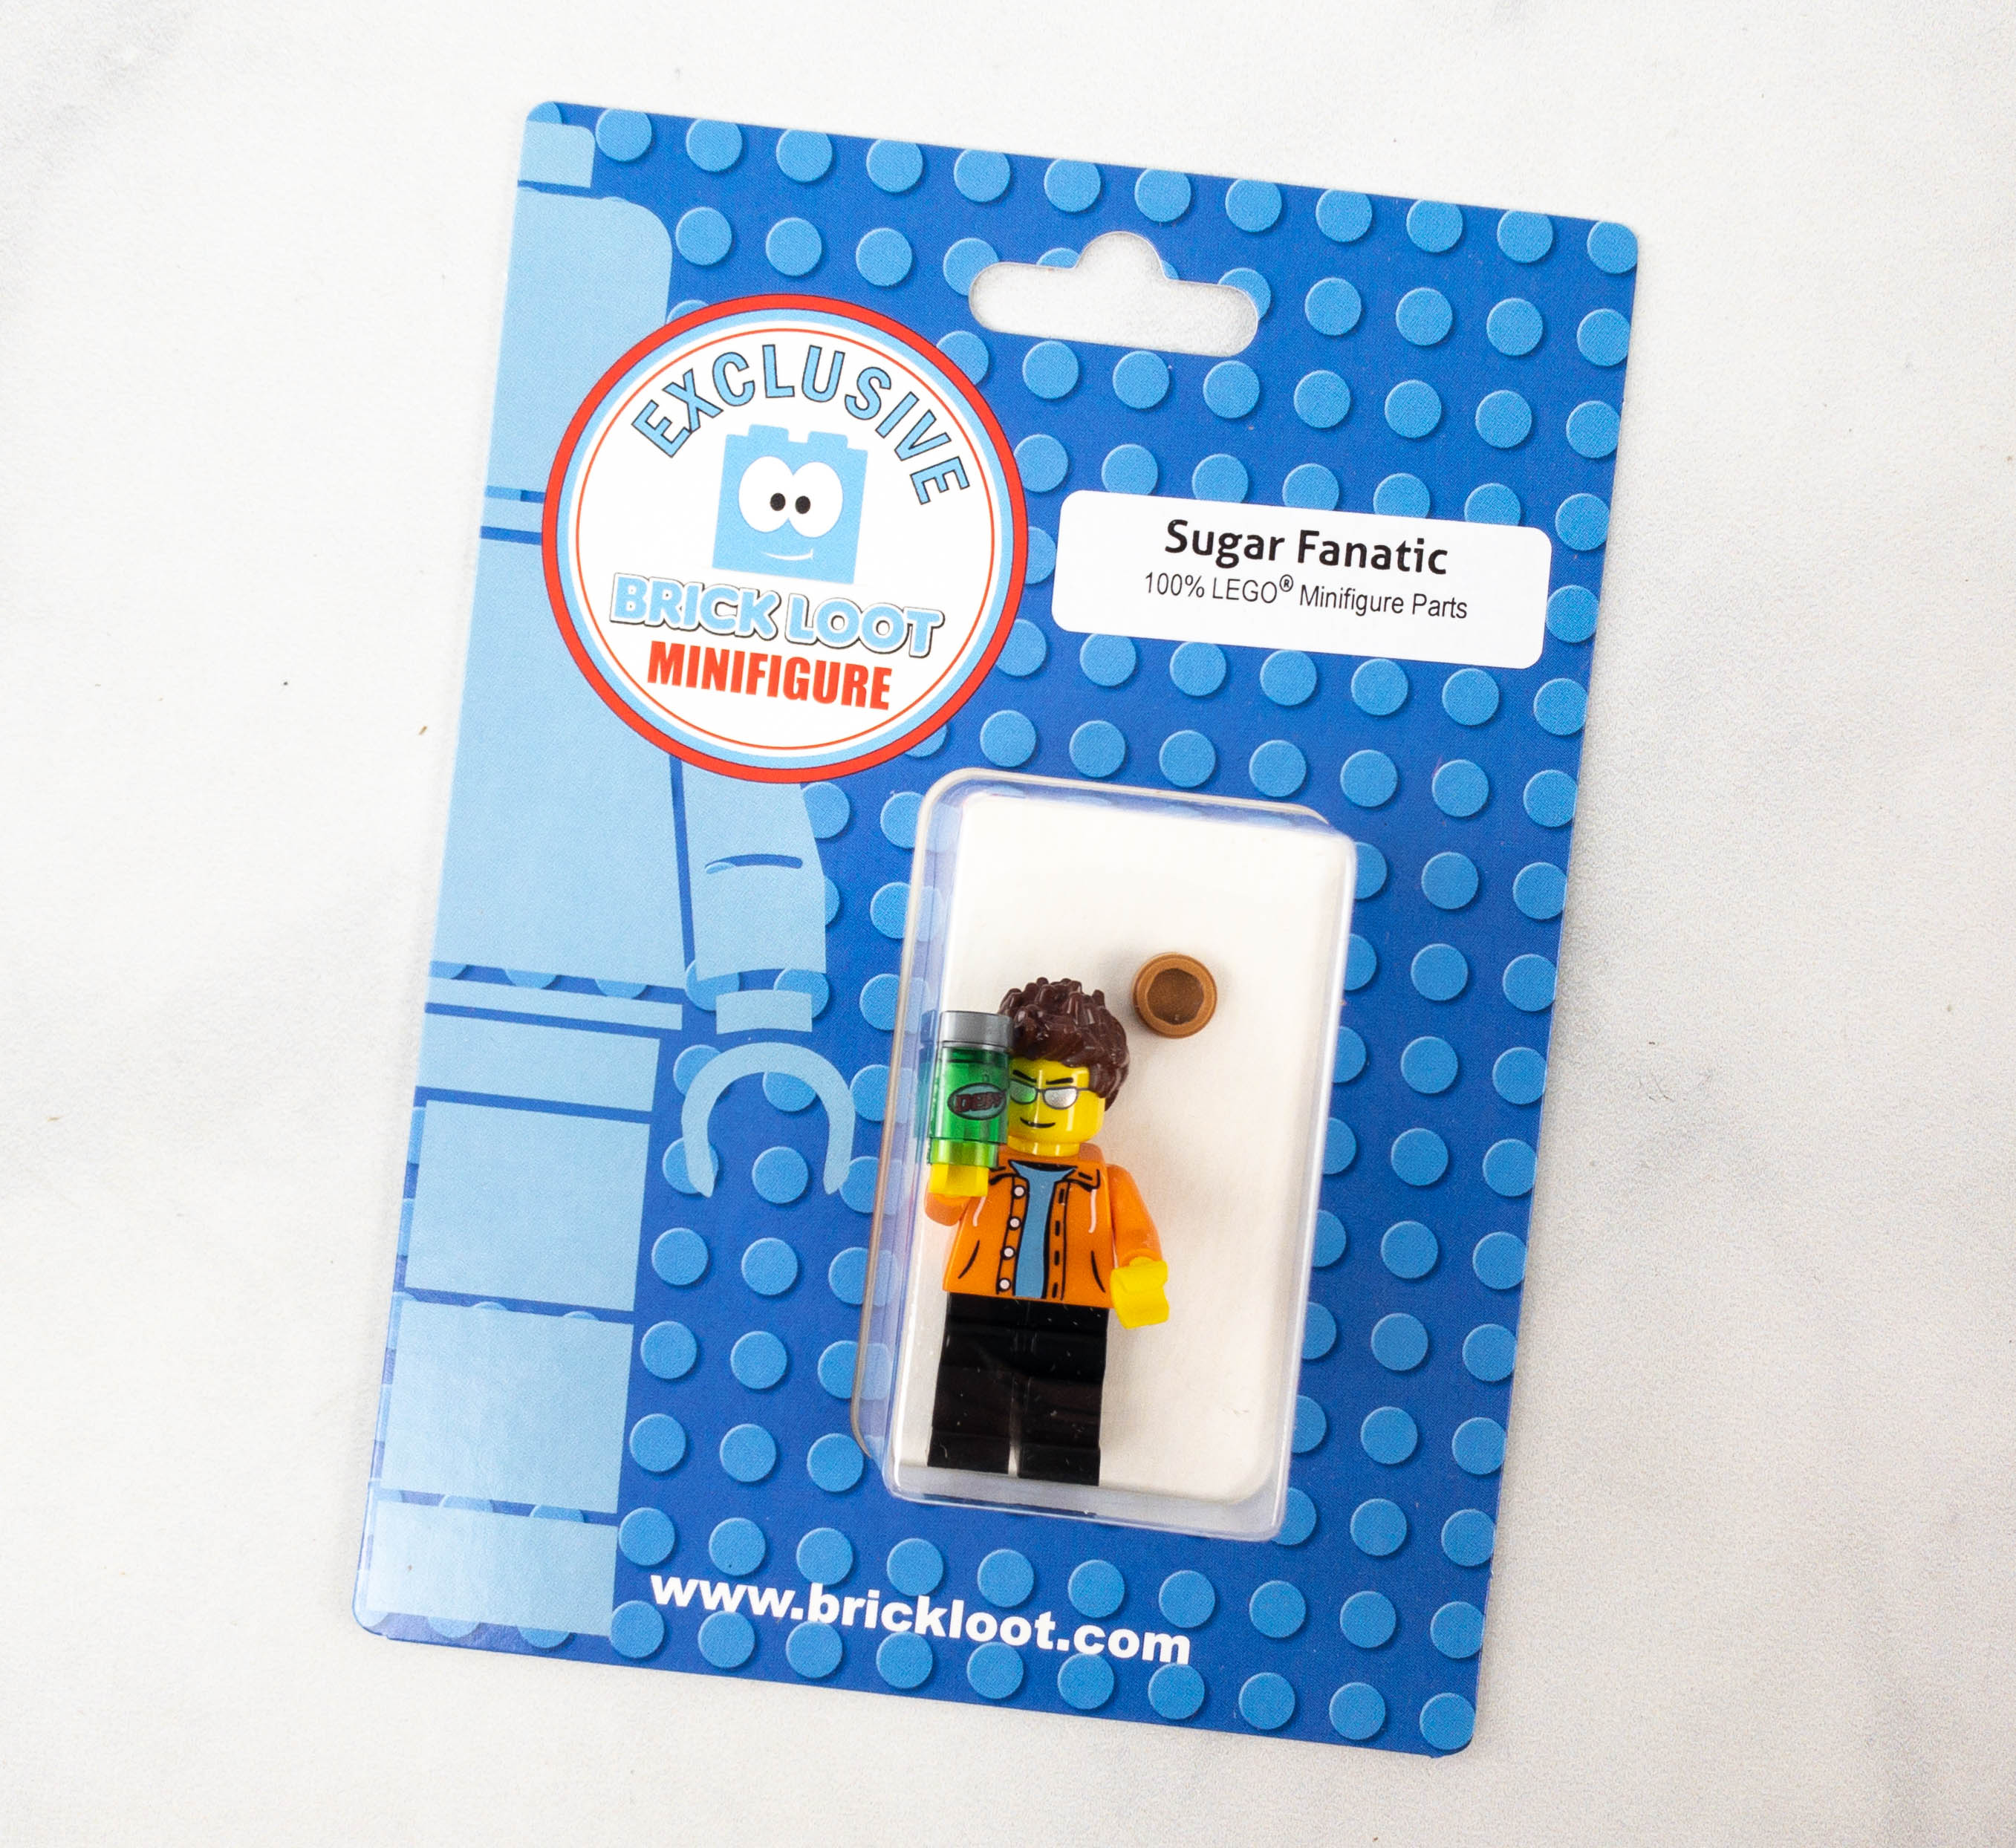 EXCLUSIVE
BRICK LOOT
MINIFIGURE
Sugar Fanatic
100% LEGO® Minifigure Parts
www.brickloot.com